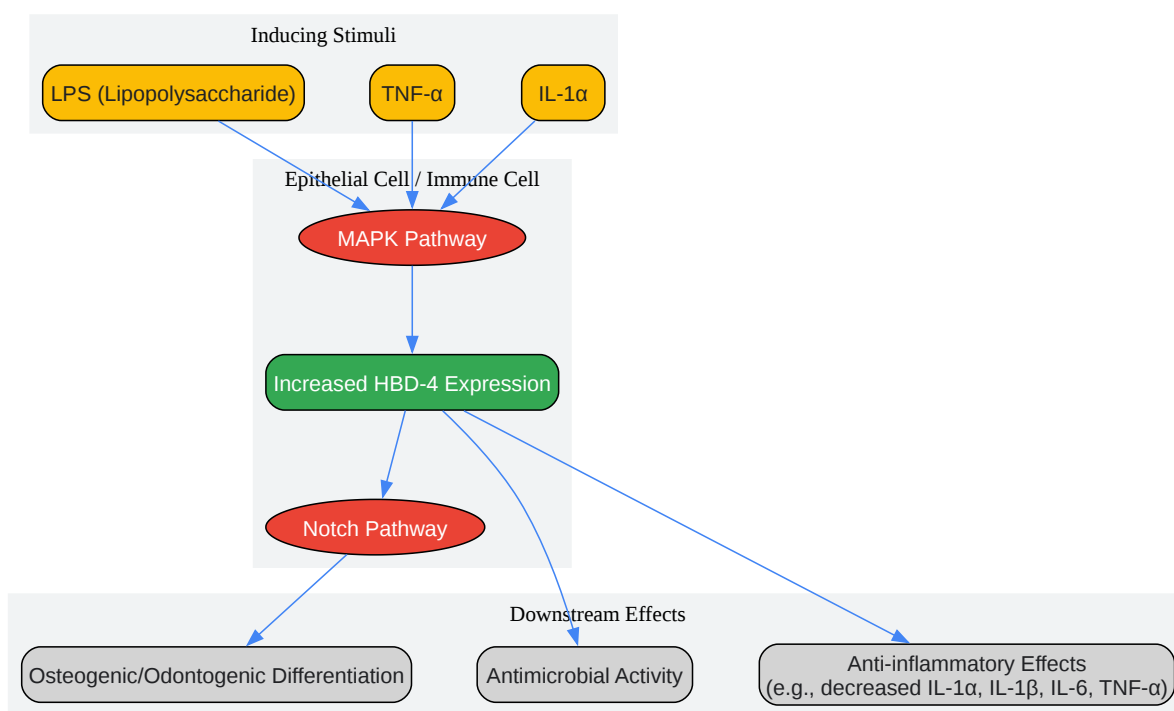 Inducing Stimuli
LPS (Lipopolysaccharide)
TNF-α
IL-1α
Epithelial Cell / Immune Cell
MAPK Pathway
Increased HBD-4 Expression
Notch Pathway
Downstream Effects
Osteogenic/Odontogenic Differentiation
Antimicrobial Activity
Anti-inflammatory Effects
(e.g., decreased IL-1α, IL-1β, IL-6, TNF-α)